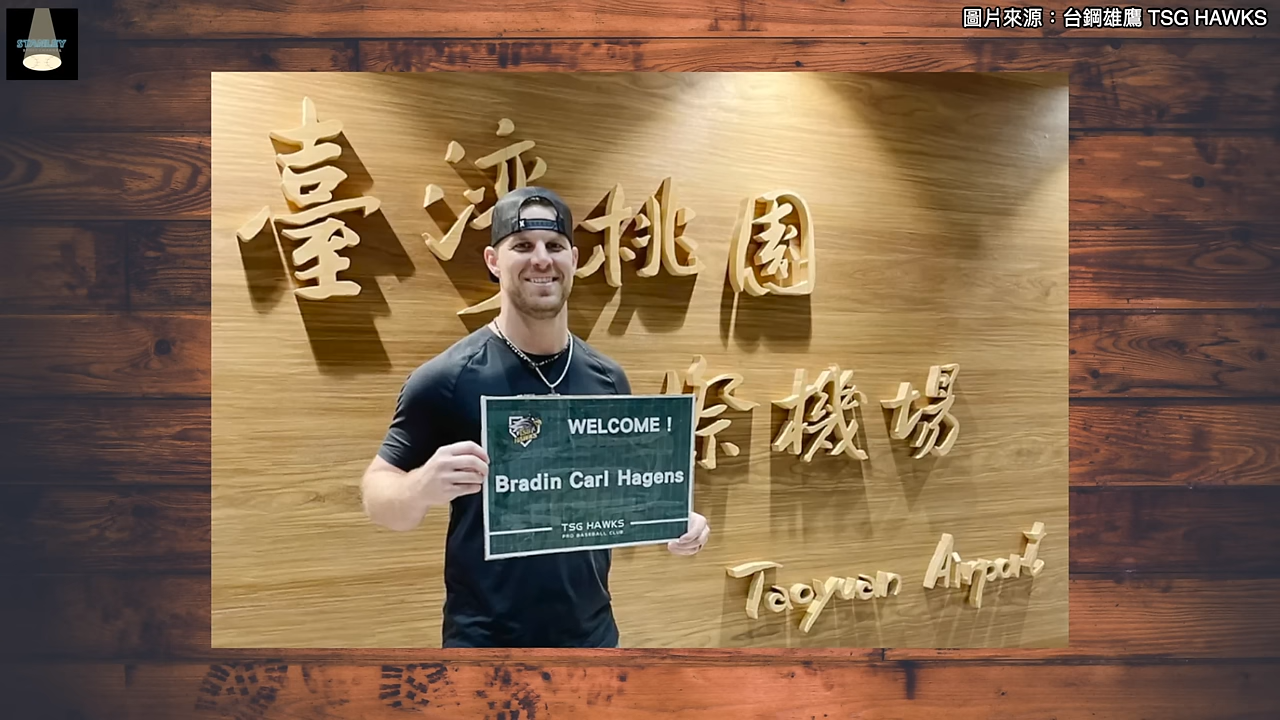 圖片來源：台鋼雄鷹 TSG HAWKS
STANLEY
臺灣桃園
際機場
Taoyuan Airport
WELCOME !
Bradin Carl Hagens
TSG HAWKS
PRO BASEBALL CLUB